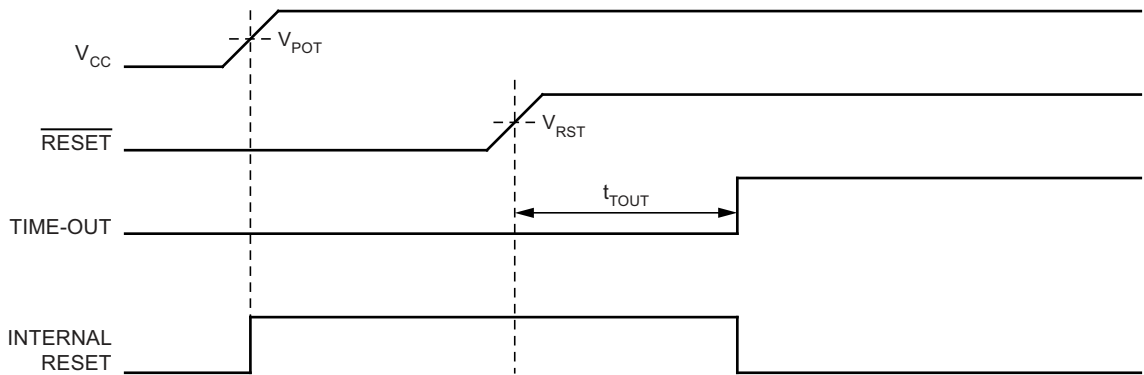 V_CC
V_POT
RESET
V_RST
t_TOUT
TIME-OUT
INTERNAL
RESET